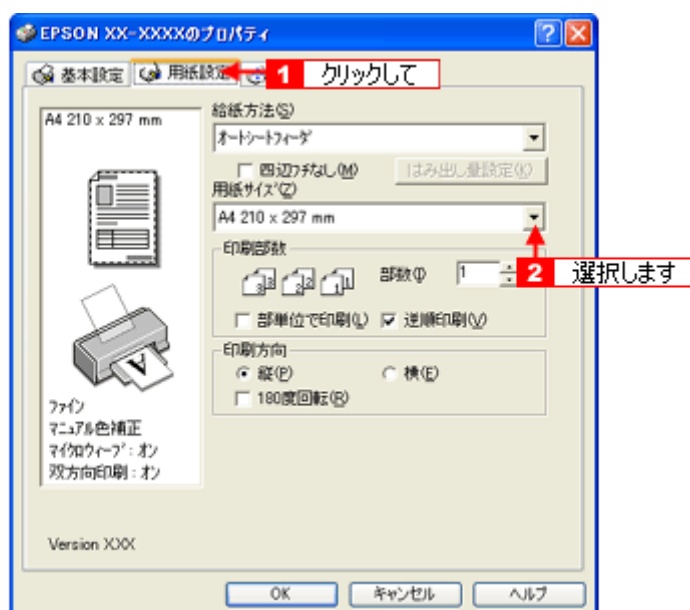 EPSON XX-XXXXのプロパティ
基本設定
用紙設定
1 クリックして
A4 210 x 297 mm
給紙方法(S)
オートシートフィーダ
四辺フチなし(M)
はみ出し量設定(K)
用紙サイズ(Z)
A4 210 x 297 mm
2 選択します
印刷部数
部数(I)
1
部単位で印刷(L)
逆順印刷(V)
印刷方向
縦(P)
横(E)
180度回転(R)
ファイン
マニュアル色補正
マイクロウィーブ：オン
双方向印刷：オン
Version XXX
OK
キャンセル
ヘルプ